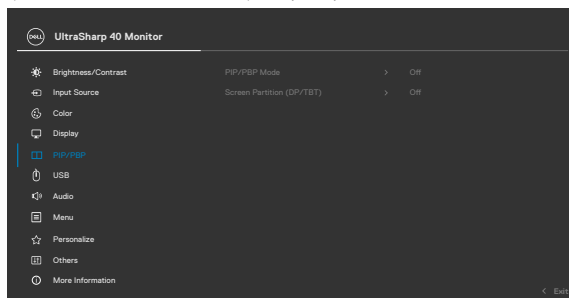 DELL UltraSharp 40 Monitor
Brightness/Contrast PIP/PBP Mode > Off
Input Source Screen Partition (DP/TBT) > Off
Color
Display
PIP/PBP
USB
Audio
Menu
Personalize
Others
More Information
< Exit